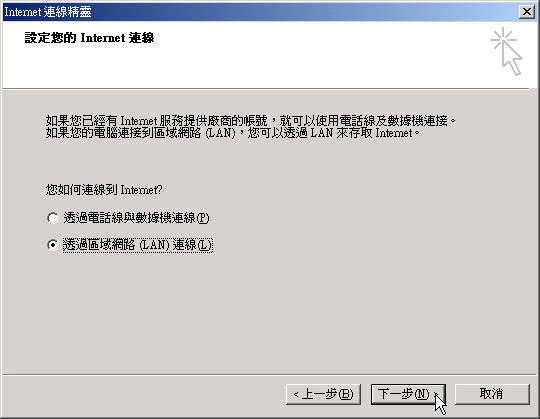 Internet 連線精靈
設定您的 Internet 連線
如果您已經有 Internet 服務提供廠商的帳號，就可以使用電話線及數據機連接。
如果您的電腦連接到區域網路 (LAN)，您可以透過 LAN 來存取 Internet。
您如何連線到 Internet?
透過電話線與數據機連線(P)
透過區域網路 (LAN) 連線(L)
< 上一步(B) 下一步(N) > 取消